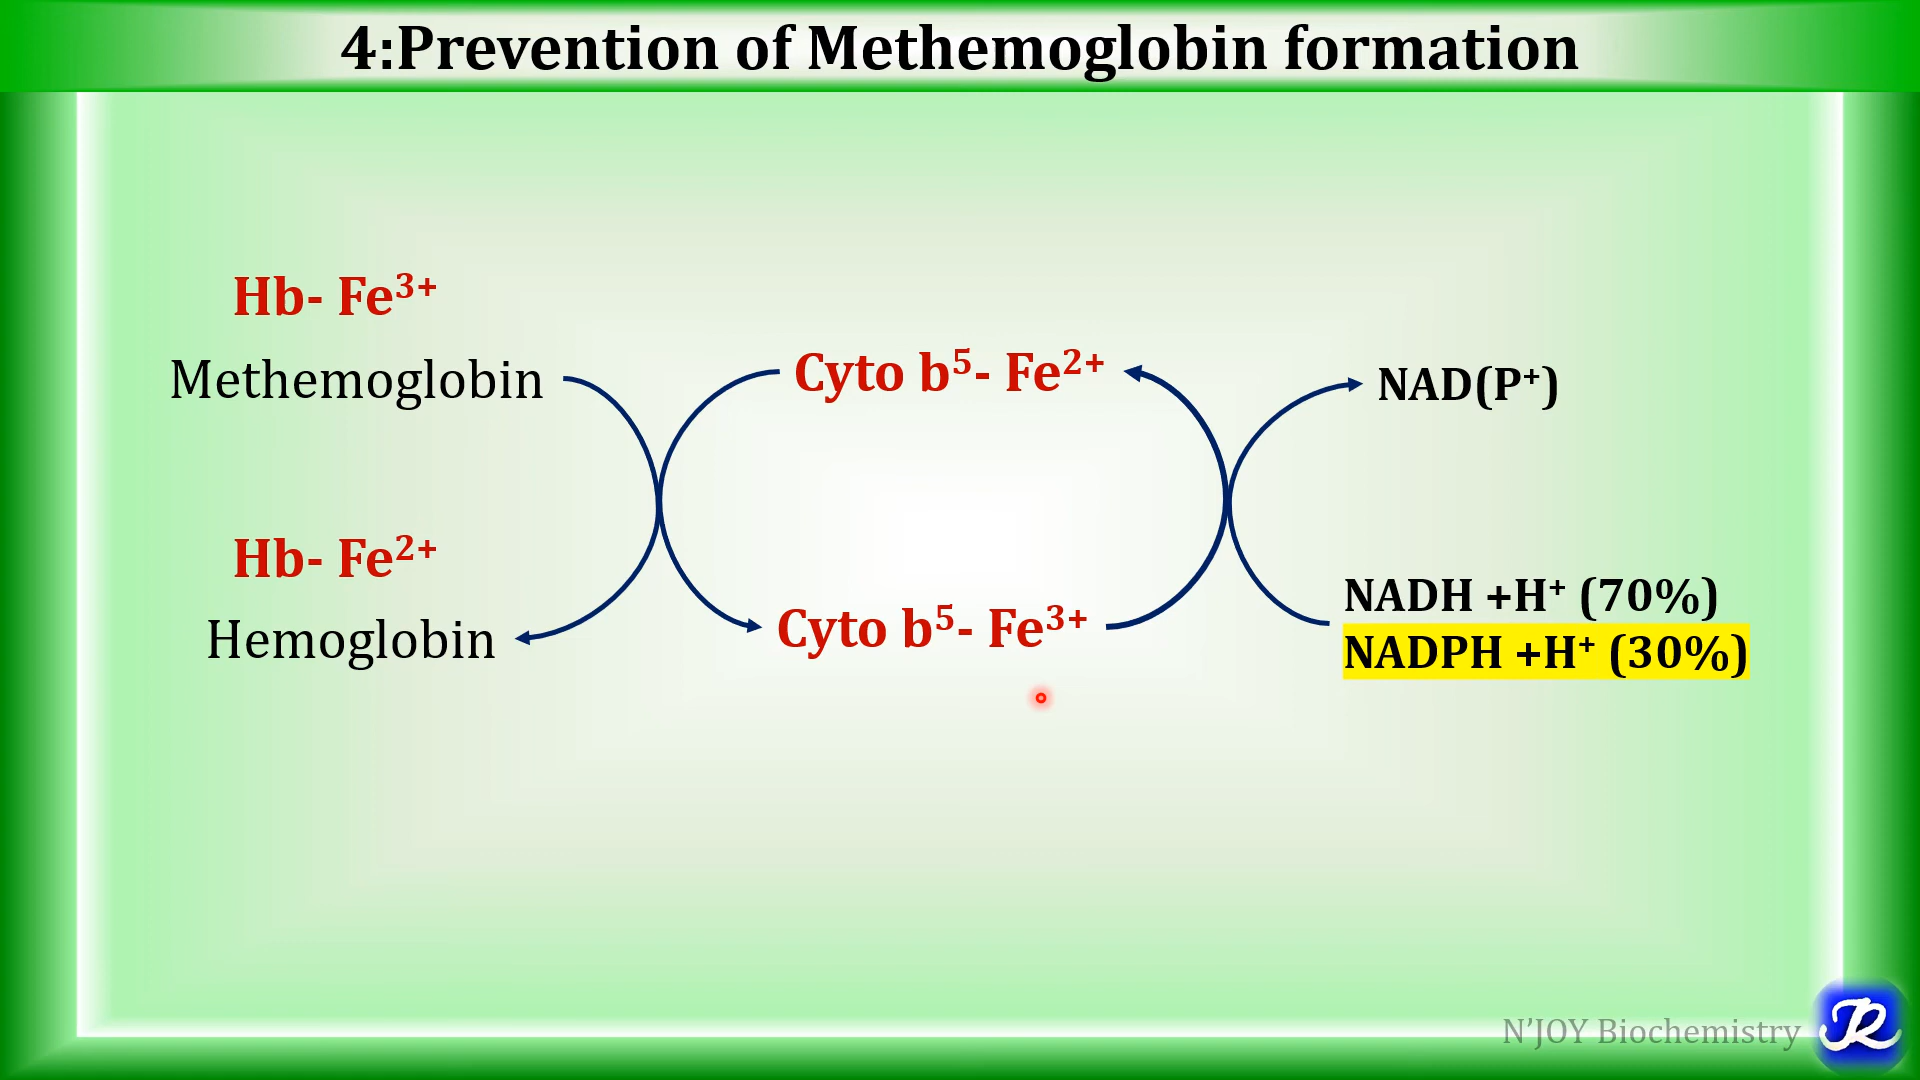 4:Prevention of Methemoglobin formation
Hb- Fe³⁺
Methemoglobin
Cyto b⁵- Fe²⁺
NAD(P⁺)
Hb- Fe²⁺
Hemoglobin
Cyto b⁵- Fe³⁺
NADH +H⁺ (70%)
NADPH +H⁺ (30%)
N’JOY Biochemistry
R